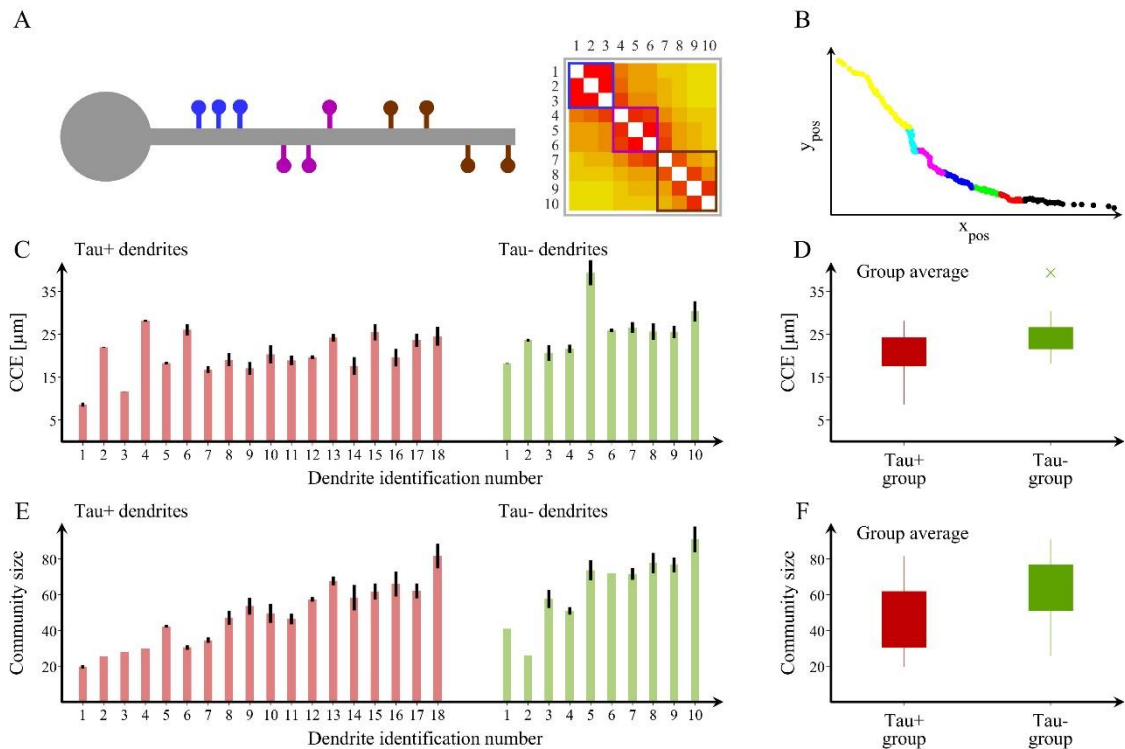 A
1 2 3 4 5 6 7 8 9 10
1
2
3
4
5
6
7
8
9
10
B
y_pos
x_pos
C
Tau+ dendrites
Tau- dendrites
CCE [µm]
35
25
15
5
1 2 3 4 5 6 7 8 9 10 11 12 13 14 15 16 17 18
1 2 3 4 5 6 7 8 9 10
Dendrite identification number
D
Group average
CCE [µm]
35
25
15
5
Tau+ group
Tau- group
E
Tau+ dendrites
Tau- dendrites
Community size
80
60
40
20
1 2 3 4 5 6 7 8 9 10 11 12 13 14 15 16 17 18
1 2 3 4 5 6 7 8 9 10
Dendrite identification number
F
Group average
Community size
80
60
40
20
Tau+ group
Tau- group